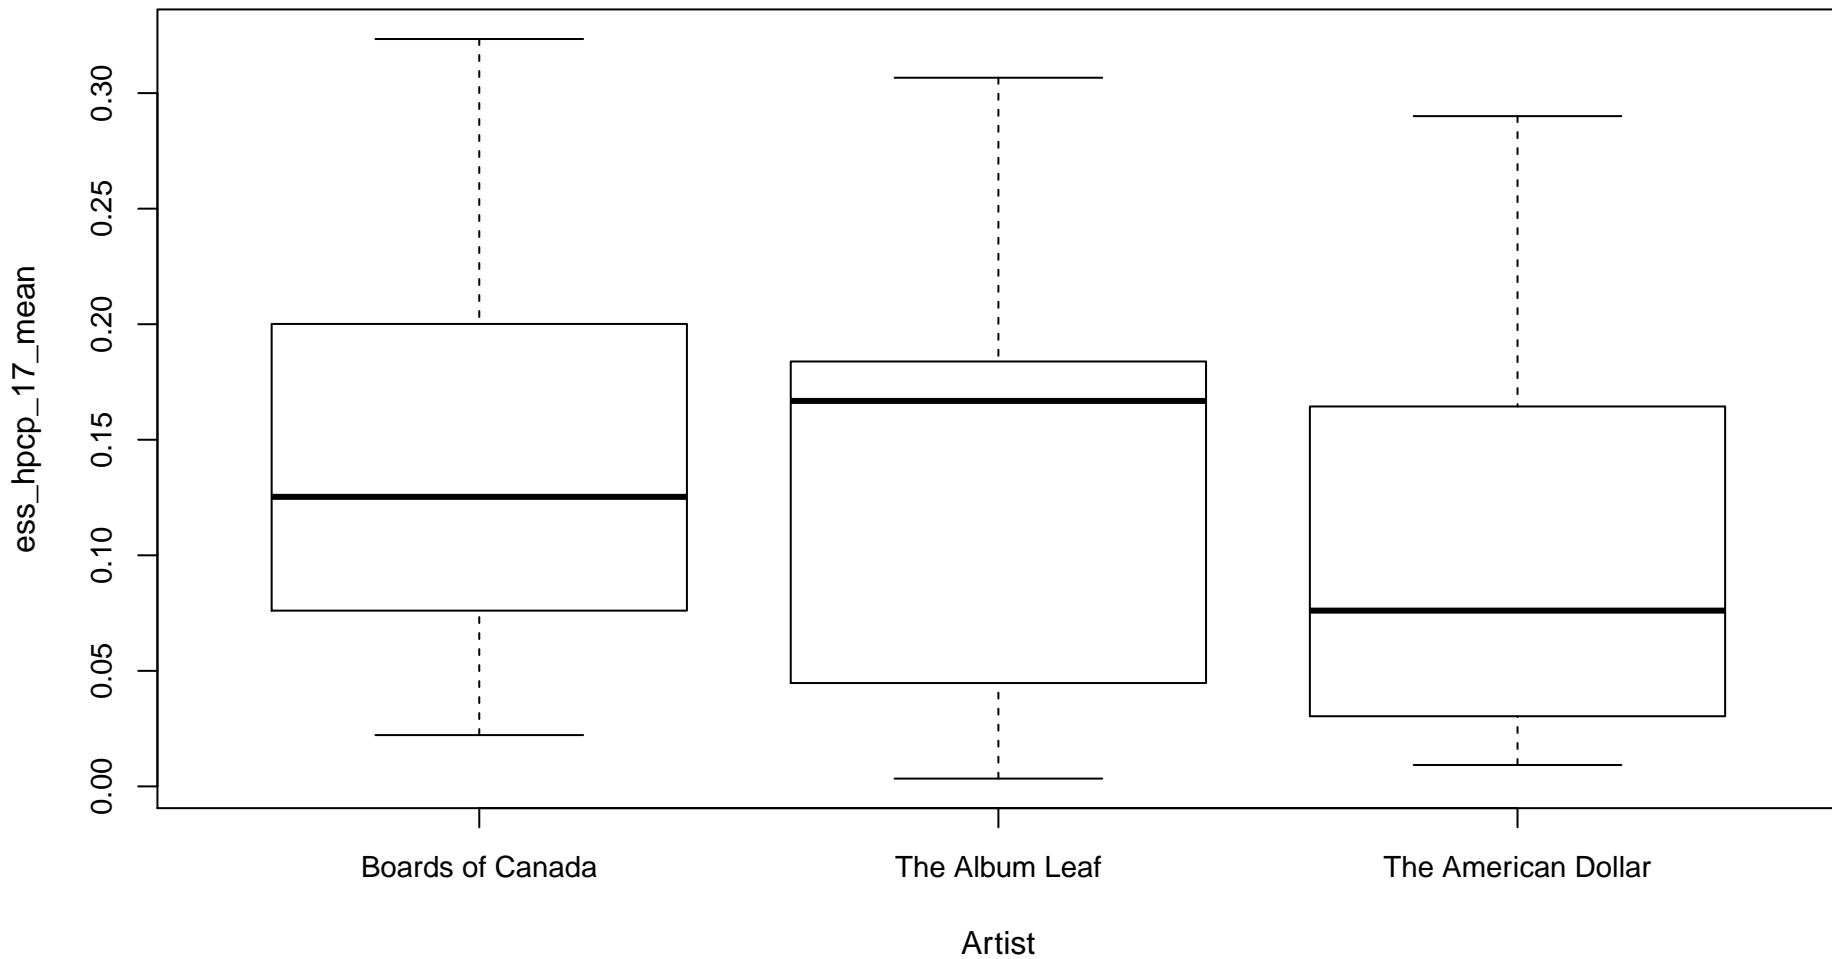 ess_hpcp_17_mean
0.30
0.25
0.20
0.15
0.10
0.05
0.00
Boards of Canada
The Album Leaf
The American Dollar
Artist